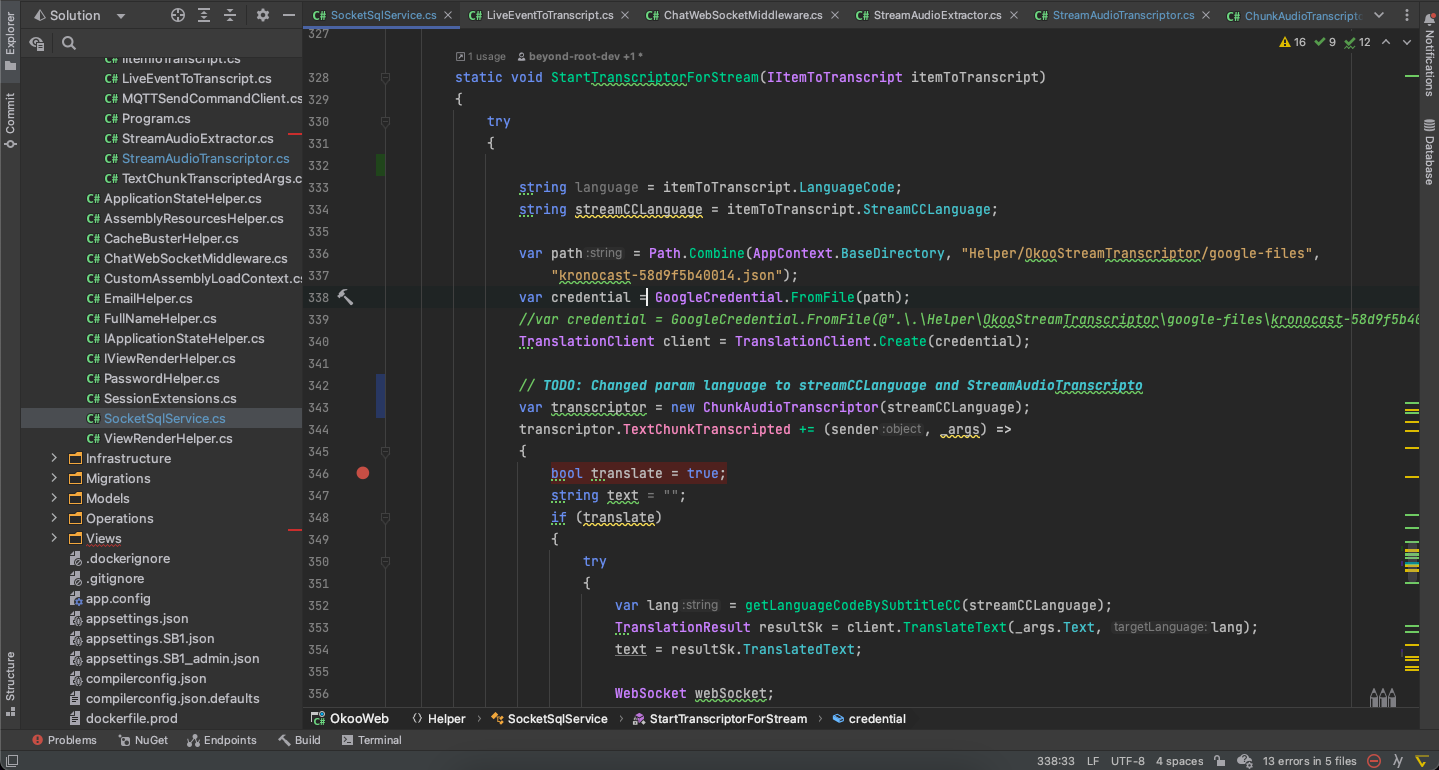 Solution
SocketSqlService.cs
LiveEventToTranscript.cs
ChatWebSocketMiddleware.cs
StreamAudioExtractor.cs
StreamAudioTranscriptor.cs
ChunkAudioTranscripto
Explorer
Commit
Structure
Notifications
Database
C# IItemToTranscript.cs
C# LiveEventToTranscript.cs
C# MQTTSendCommandClient.cs
C# Program.cs
C# StreamAudioExtractor.cs
C# StreamAudioTranscriptor.cs
C# TextChunkTranscriptedArgs.c
C# ApplicationStateHelper.cs
C# AssemblyResourcesHelper.cs
C# CacheBusterHelper.cs
C# ChatWebSocketMiddleware.cs
C# CustomAssemblyLoadContext.cs
C# EmailHelper.cs
C# FullNameHelper.cs
C# IApplicationStateHelper.cs
C# IViewRenderHelper.cs
C# PasswordHelper.cs
C# SessionExtensions.cs
C# SocketSqlService.cs
C# ViewRenderHelper.cs
Infrastructure
Migrations
Models
Operations
Views
.dockerignore
.gitignore
app.config
appsettings.json
appsettings.SB1.json
appsettings.SB1_admin.json
compilerconfig.json
compilerconfig.json.defaults
dockerfile.prod
16 9 12
327
1 usage beyond-root-dev +1 *
328 static void StartTranscriptorForStream(IItemToTranscript itemToTranscript)
329 {
330 try
331 {
332
333 string language = itemToTranscript.LanguageCode;
334 string streamCCLanguage = itemToTranscript.StreamCCLanguage;
335
336 var path :string = Path.Combine(AppContext.BaseDirectory, "Helper/OkooStreamTranscriptor/google-files",
337 "kronocast-58d9f5b40014.json");
338 var credential = GoogleCredential.FromFile(path);
339 //var credential = GoogleCredential.FromFile(@".\.\Helper\OkooStreamTranscriptor\google-files\kronocast-58d9f5b40
340 TranslationClient client = TranslationClient.Create(credential);
341
342 // TODO: Changed param language to streamCCLanguage and StreamAudioTranscripto
343 var transcriptor = new ChunkAudioTranscriptor(streamCCLanguage);
344 transcriptor.TextChunkTranscripted += (sender :object , _args) =>
345 {
346 bool translate = true;
347 string text = "";
348 if (translate)
349 {
350 try
351 {
352 var lang :string = getLanguageCodeBySubtitleCC(streamCCLanguage);
353 TranslationResult resultSk = client.TranslateText(_args.Text, targetLanguage: lang);
354 text = resultSk.TranslatedText;
355
356 WebSocket webSocket;
OkooWeb Helper SocketSqlService StartTranscriptorForStream credential
Problems NuGet Endpoints Build Terminal
338:33 LF UTF-8 4 spaces 13 errors in 5 files